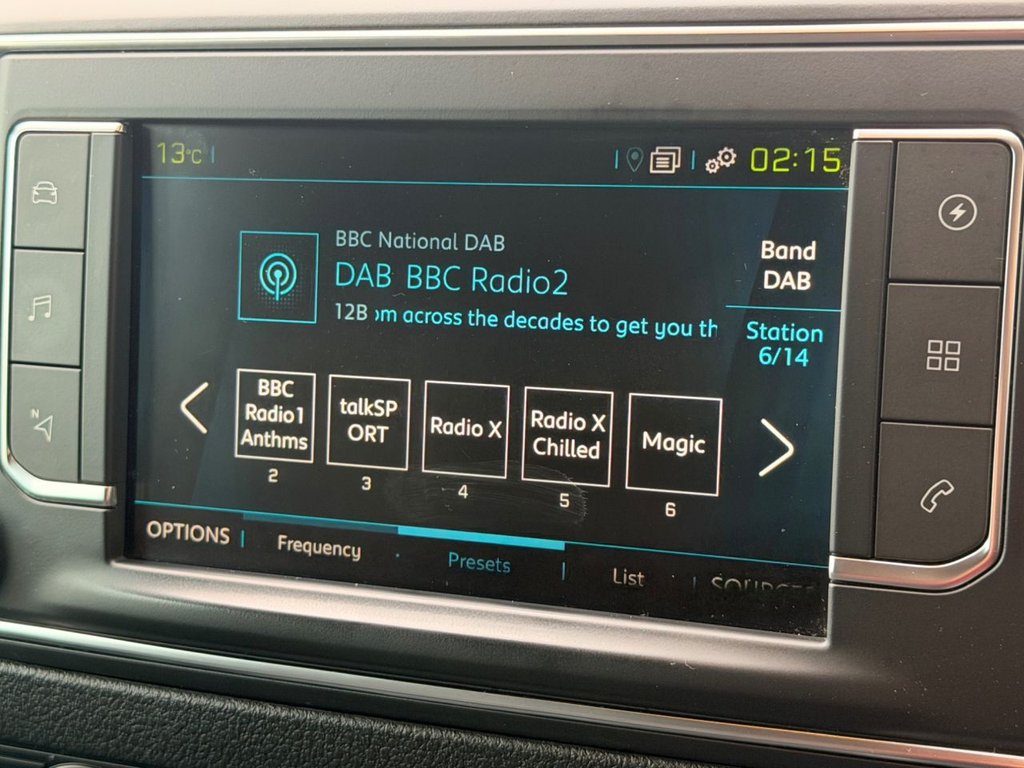 13°C
02:15
BBC National DAB
DAB BBC Radio2
12B om across the decades to get you th
Band
DAB
Station
6/14
BBC
Radio1
Anthms
2
talkSP
ORT
3
Radio X
4
Radio X
Chilled
5
Magic
6
OPTIONS
Frequency
Presets
List
N